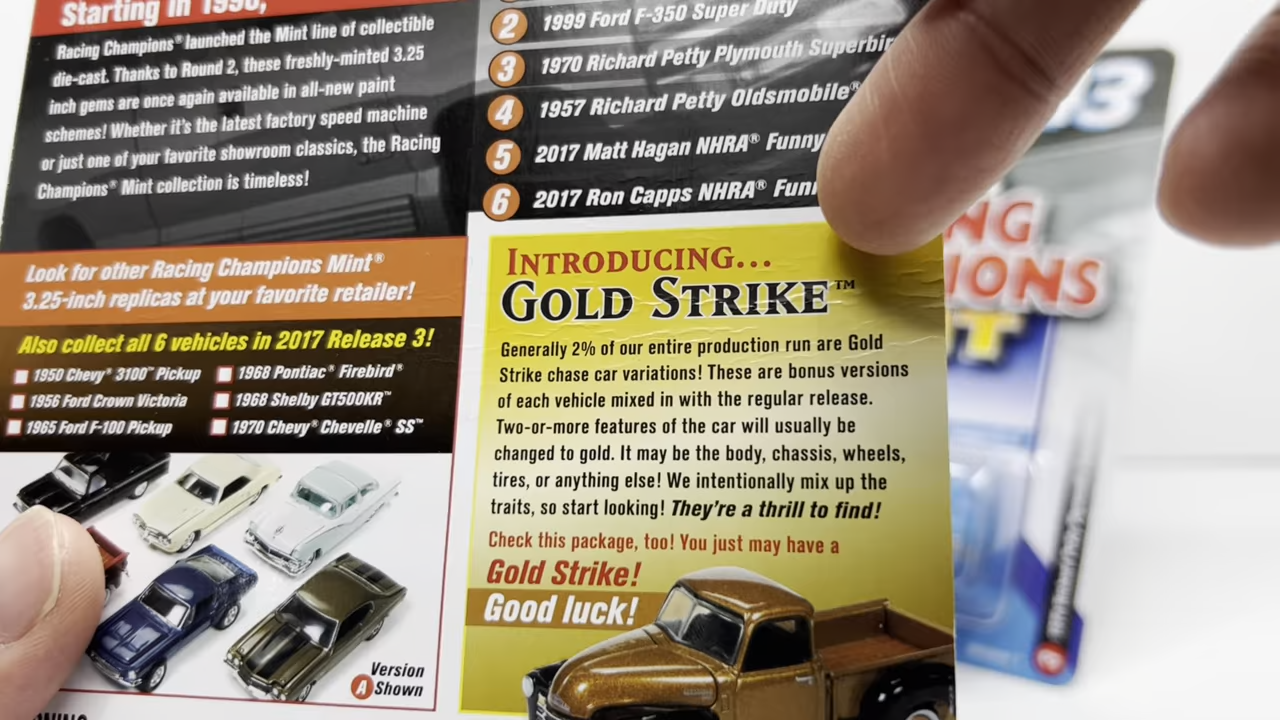 Starting in 1996,
Racing Champions® launched the Mint line of collectible
die-cast. Thanks to Round 2, these freshly-minted 3.25
inch gems are once again available in all-new paint
schemes! Whether it's the latest factory speed machine
or just one of your favorite showroom classics, the Racing
Champions® Mint collection is timeless!
2 1999 Ford F-350 Super Duty
3 1970 Richard Petty Plymouth Superbir
4 1957 Richard Petty Oldsmobile®
5 2017 Matt Hagan NHRA® Funny
6 2017 Ron Capps NHRA® Fun
Look for other Racing Champions Mint®
3.25-inch replicas at your favorite retailer!
Also collect all 6 vehicles in 2017 Release 3!
1950 Chevy® 3100™ Pickup
1956 Ford Crown Victoria
1965 Ford F-100 Pickup
1968 Pontiac® Firebird®
1968 Shelby GT500KR™
1970 Chevy® Chevelle® SS™
Version
A Shown
INTRODUCING...
GOLD STRIKE™
Generally 2% of our entire production run are Gold
Strike chase car variations! These are bonus versions
of each vehicle mixed in with the regular release.
Two-or-more features of the car will usually be
changed to gold. It may be the body, chassis, wheels,
tires, or anything else! We intentionally mix up the
traits, so start looking! They're a thrill to find!
Check this package, too! You just may have a
Gold Strike!
Good luck!
3
NG
IONS
T